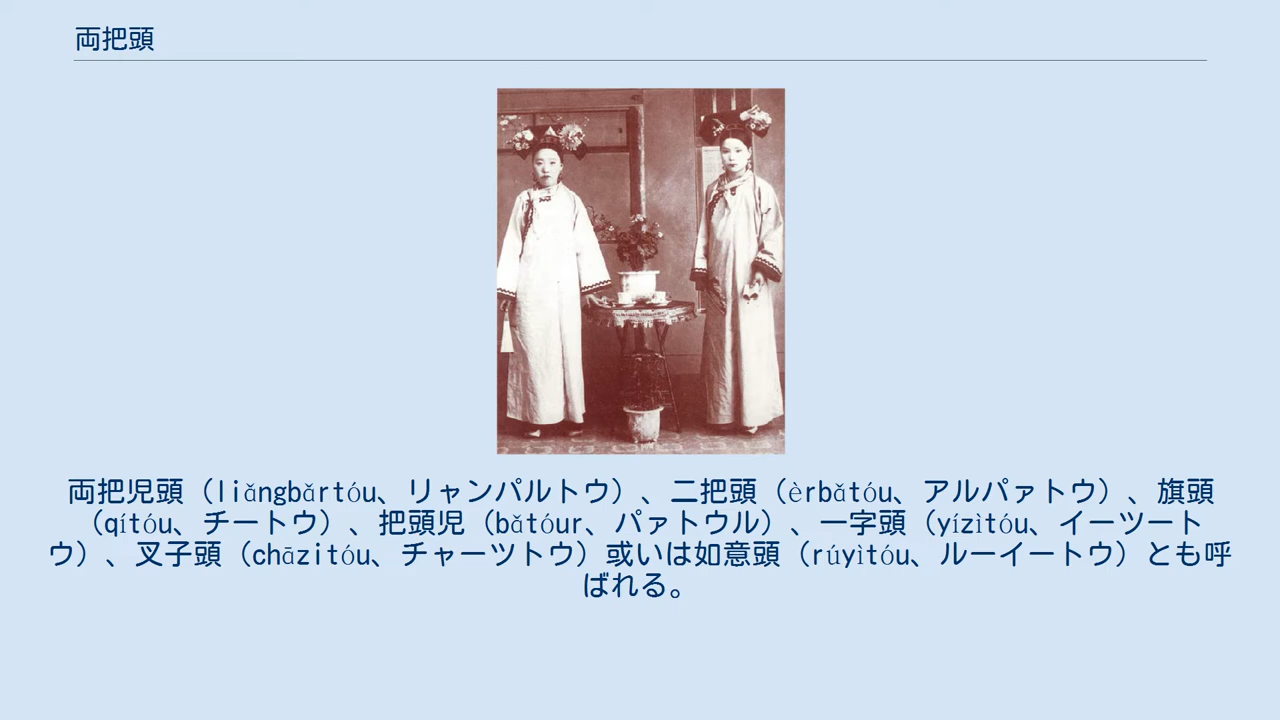 両把頭
両把児頭（liǎngbǎrtóu、リャンパルトウ）、二把頭（èrbǎtóu、アルパァトウ）、旗頭
（qítóu、チートウ）、把頭児（bǎtóur、パァトウル）、一字頭（yízìtóu、イーツート
ウ）、叉子頭（chāzitóu、チャーツトウ）或いは如意頭（rúyìtóu、ルーイートウ）とも呼
ばれる。